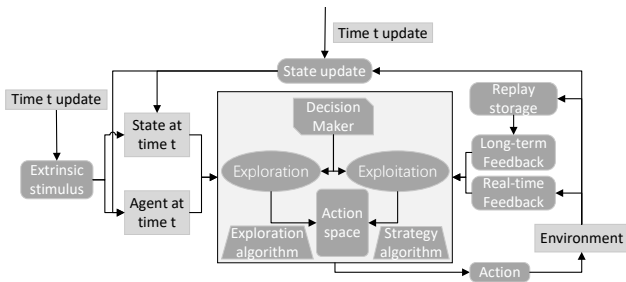 Time t update
State update
Time t update
Extrinsic
stimulus
State at
time t
Agent at
time t
Decision
Maker
Exploration
Exploitation
Action
space
Exploration
algorithm
Strategy
algorithm
Replay
storage
Long-term
Feedback
Real-time
Feedback
Environment
Action